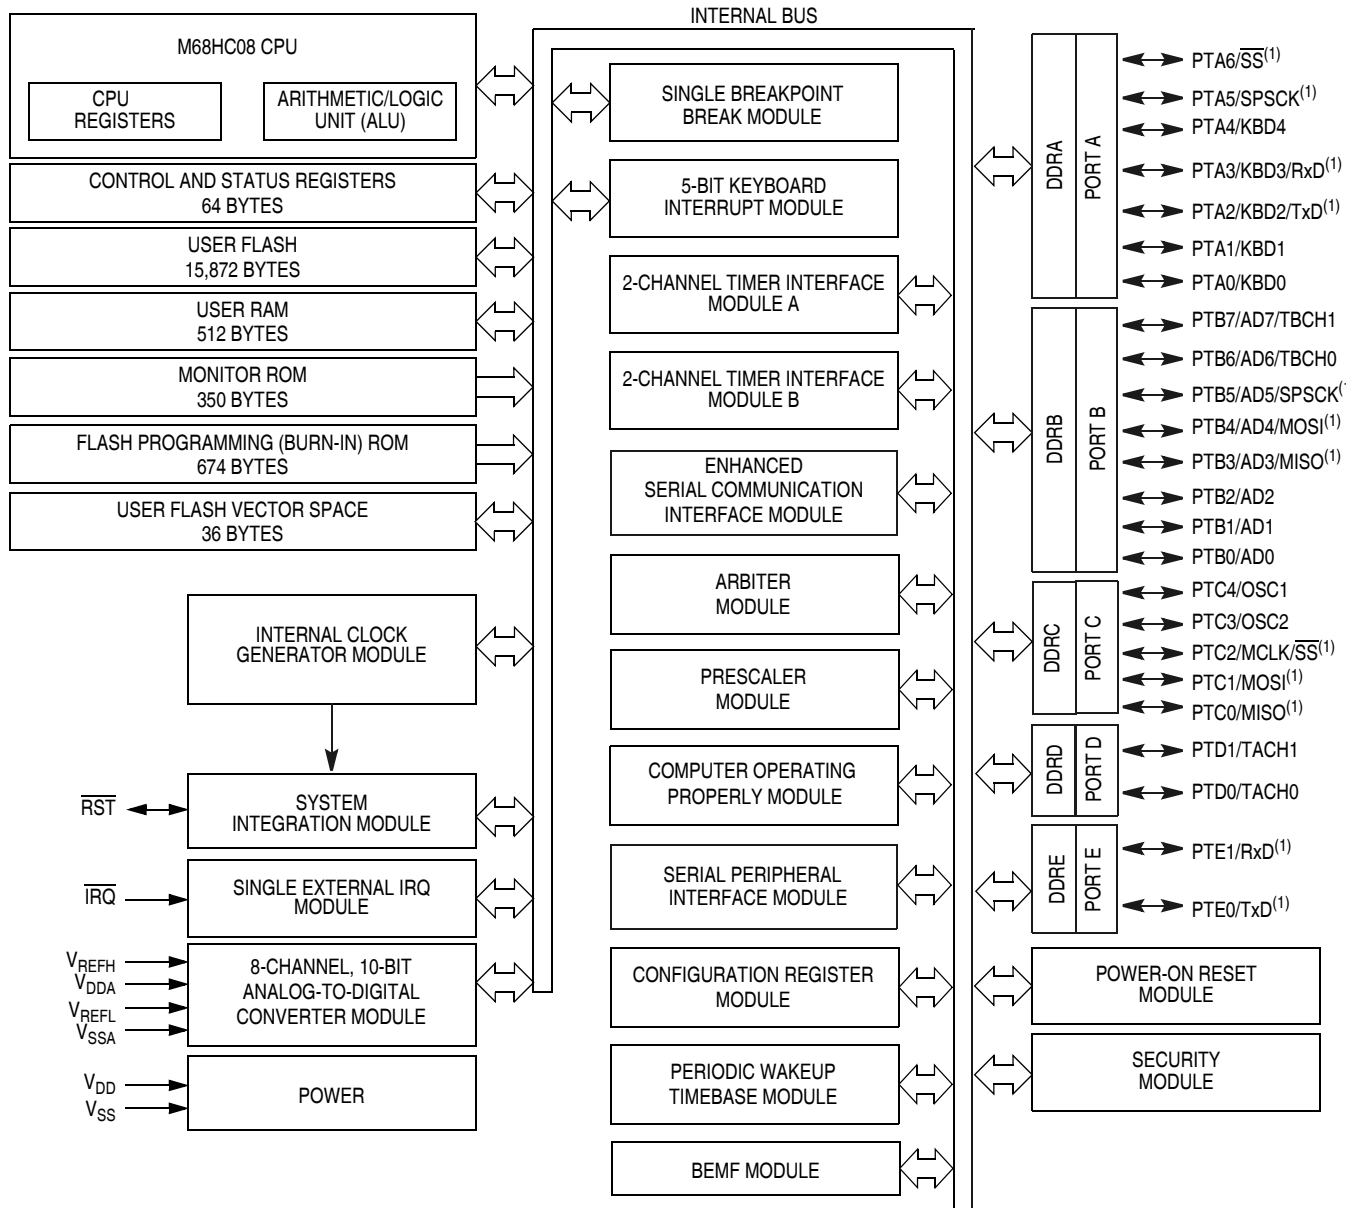 INTERNAL BUS
M68HC08 CPU
CPU
REGISTERS
ARITHMETIC/LOGIC
UNIT (ALU)
CONTROL AND STATUS REGISTERS
64 BYTES
USER FLASH
15,872 BYTES
USER RAM
512 BYTES
MONITOR ROM
350 BYTES
FLASH PROGRAMMING (BURN-IN) ROM
674 BYTES
USER FLASH VECTOR SPACE
36 BYTES
INTERNAL CLOCK
GENERATOR MODULE
RST
SYSTEM
INTEGRATION MODULE
IRQ
SINGLE EXTERNAL IRQ
MODULE
VREFH
VDDA
VREFL
VSSA
8-CHANNEL, 10-BIT
ANALOG-TO-DIGITAL
CONVERTER MODULE
VDD
VSS
POWER
SINGLE BREAKPOINT
BREAK MODULE
5-BIT KEYBOARD
INTERRUPT MODULE
2-CHANNEL TIMER INTERFACE
MODULE A
2-CHANNEL TIMER INTERFACE
MODULE B
ENHANCED
SERIAL COMMUNICATION
INTERFACE MODULE
ARBITER
MODULE
PRESCALER
MODULE
COMPUTER OPERATING
PROPERLY MODULE
SERIAL PERIPHERAL
INTERFACE MODULE
CONFIGURATION REGISTER
MODULE
PERIODIC WAKEUP
TIMEBASE MODULE
BEMF MODULE
DDRA
PORT A
PTA6/SS(1)
PTA5/SPSCK(1)
PTA4/KBD4
PTA3/KBD3/RxD(1)
PTA2/KBD2/TxD(1)
PTA1/KBD1
PTA0/KBD0
DDRB
PORT B
PTB7/AD7/TBCH1
PTB6/AD6/TBCH0
PTB5/AD5/SPSCK(1
PTB4/AD4/MOSI(1)
PTB3/AD3/MISO(1)
PTB2/AD2
PTB1/AD1
PTB0/AD0
DDRC
PORT C
PTC4/OSC1
PTC3/OSC2
PTC2/MCLK/SS(1)
PTC1/MOSI(1)
PTC0/MISO(1)
DDRD
PORT D
PTD1/TACH1
PTD0/TACH0
DDRE
PORT E
PTE1/RxD(1)
PTE0/TxD(1)
POWER-ON RESET
MODULE
SECURITY
MODULE